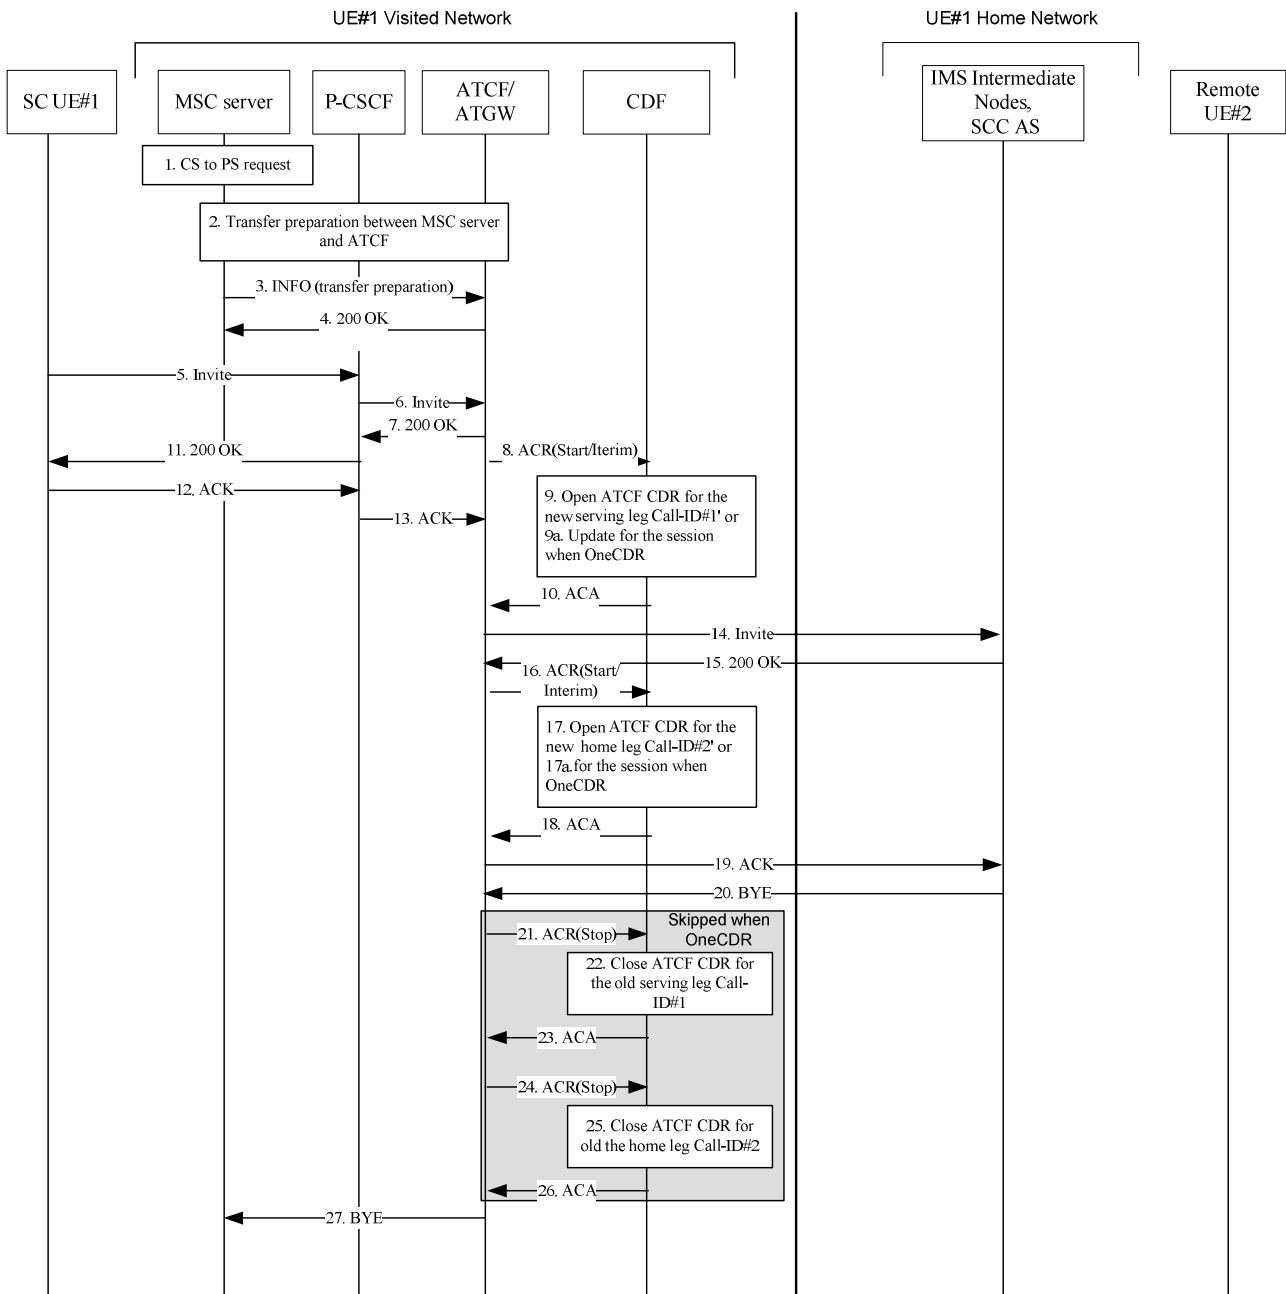 UE#1 Visited Network
UE#1 Home Network
SC UE#1
MSC server
P-CSCF
ATCF/
ATGW
CDF
IMS Intermediate
Nodes,
SCC AS
Remote
UE#2
1. CS to PS request
2. Transfer preparation between MSC server
and ATCF
3. INFO (transfer preparation)
4. 200 OK
5. Invite
6. Invite
7. 200 OK
11. 200 OK
8. ACR(Start/Iterim)
12. ACK
9. Open ATCF CDR for the
new serving leg Call-ID#1' or
9a. Update for the session
when OneCDR
13. ACK
10. ACA
14. Invite
15. 200 OK
16. ACR(Start/
Interim)
17. Open ATCF CDR for the
new home leg Call-ID#2' or
17a.for the session when
OneCDR
18. ACA
19. ACK
20. BYE
Skipped when
OneCDR
21. ACR(Stop)
22. Close ATCF CDR for
the old serving leg Call-
ID#1
23. ACA
24. ACR(Stop)
25. Close ATCF CDR for
old the home leg Call-ID#2
26. ACA
27. BYE